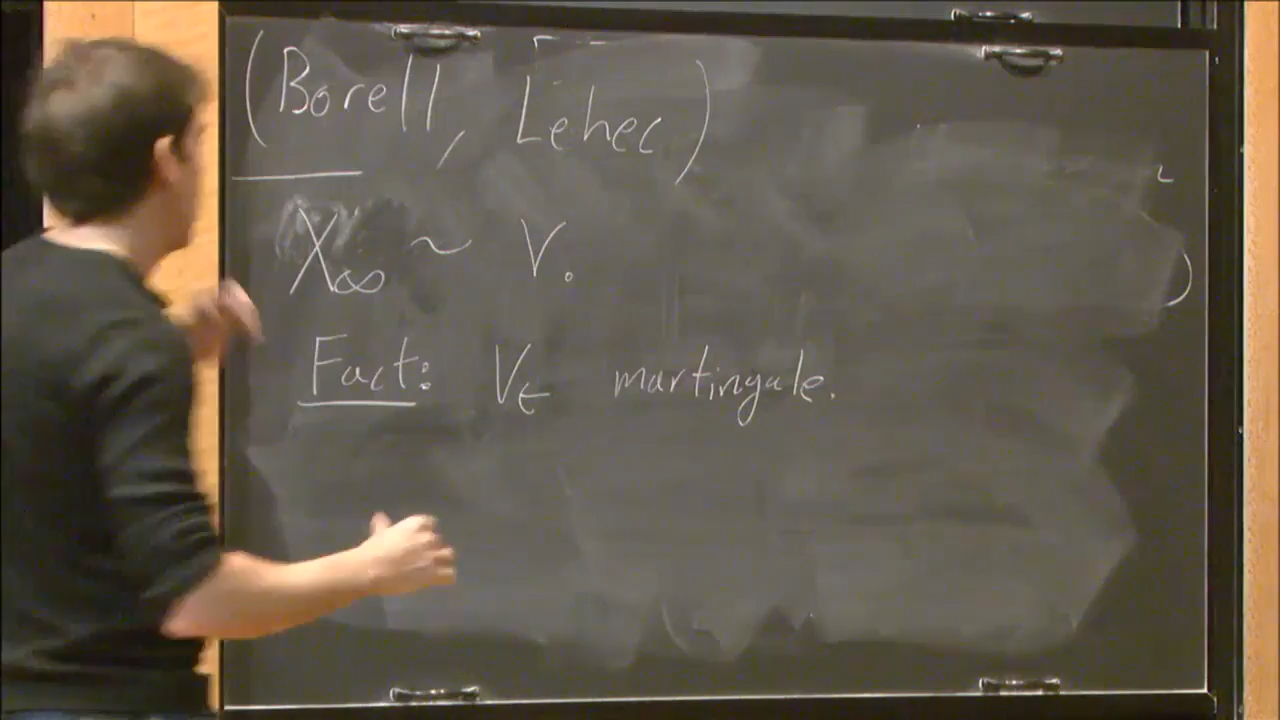 (Borell, Lehec)
X∞ ~ V.
Fact: Vt martingale.